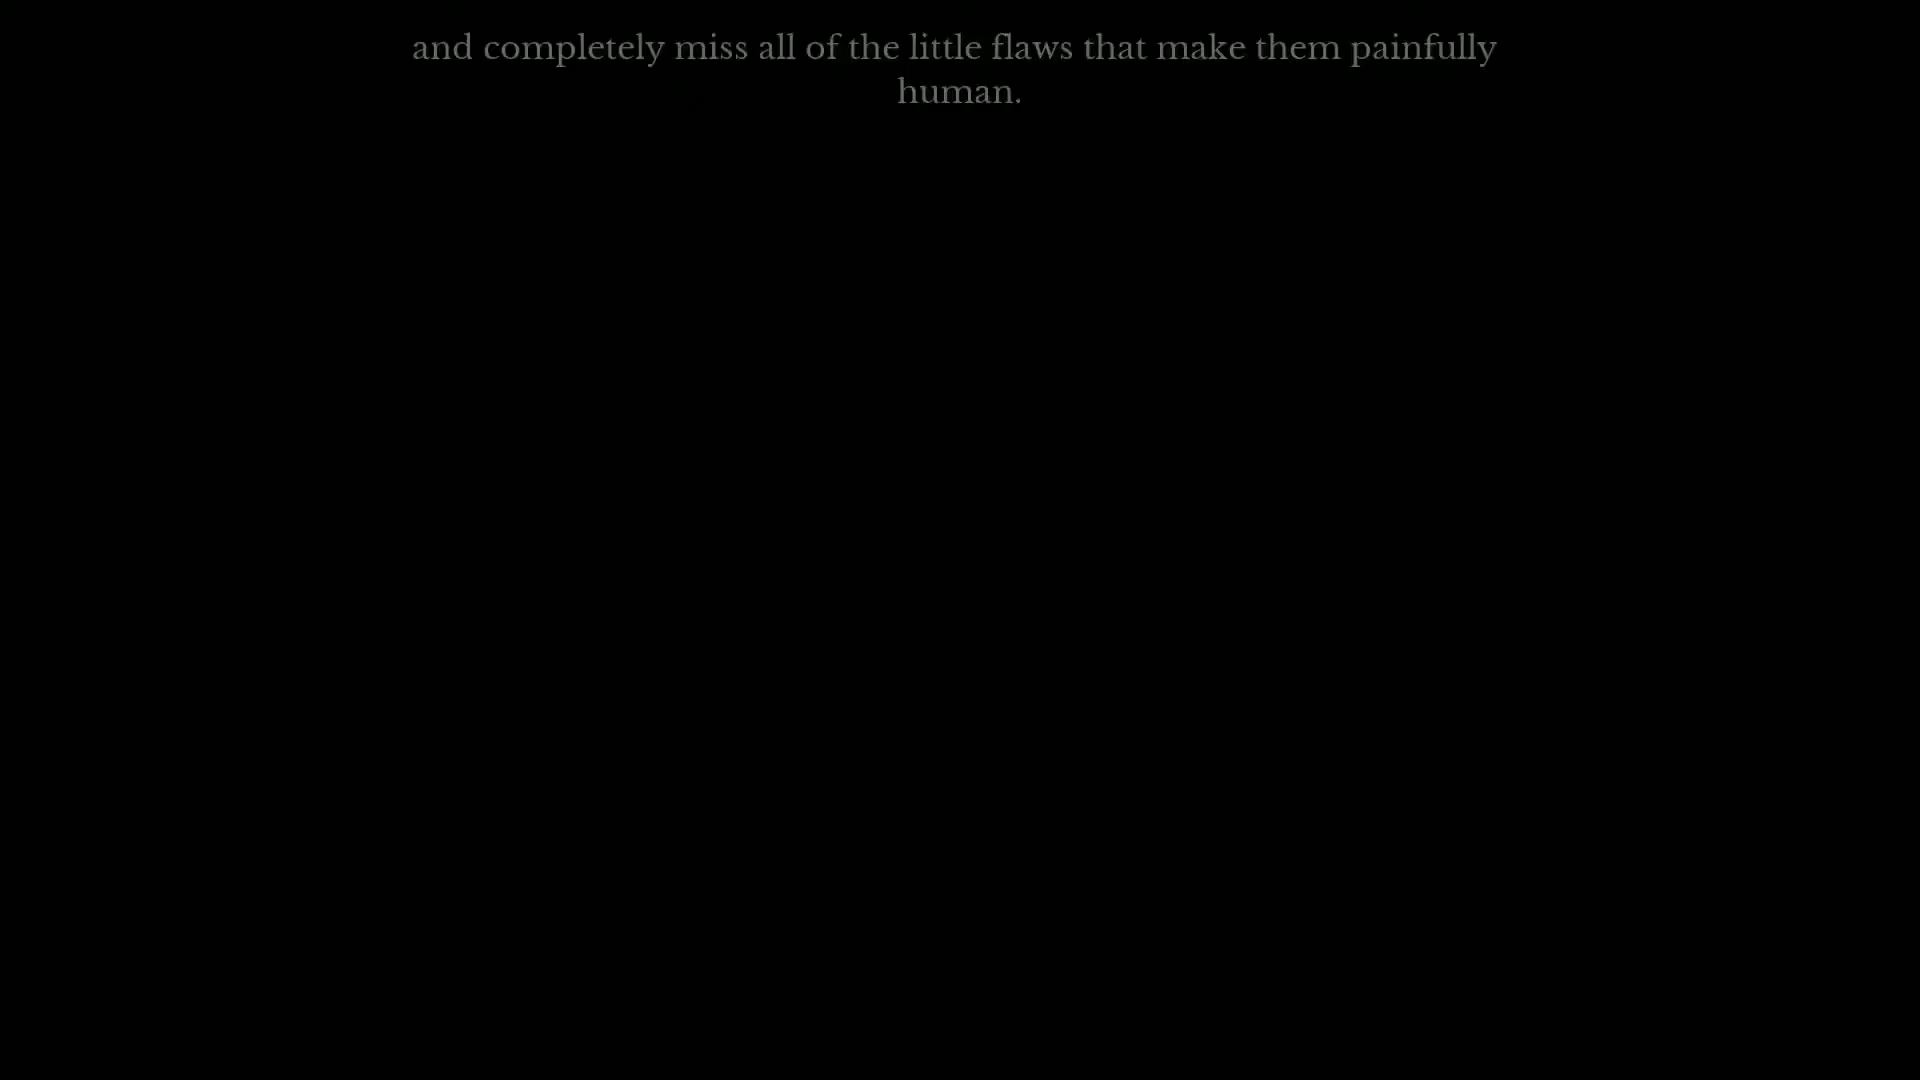 and completely miss all of the little flaws that make them painfully
human.